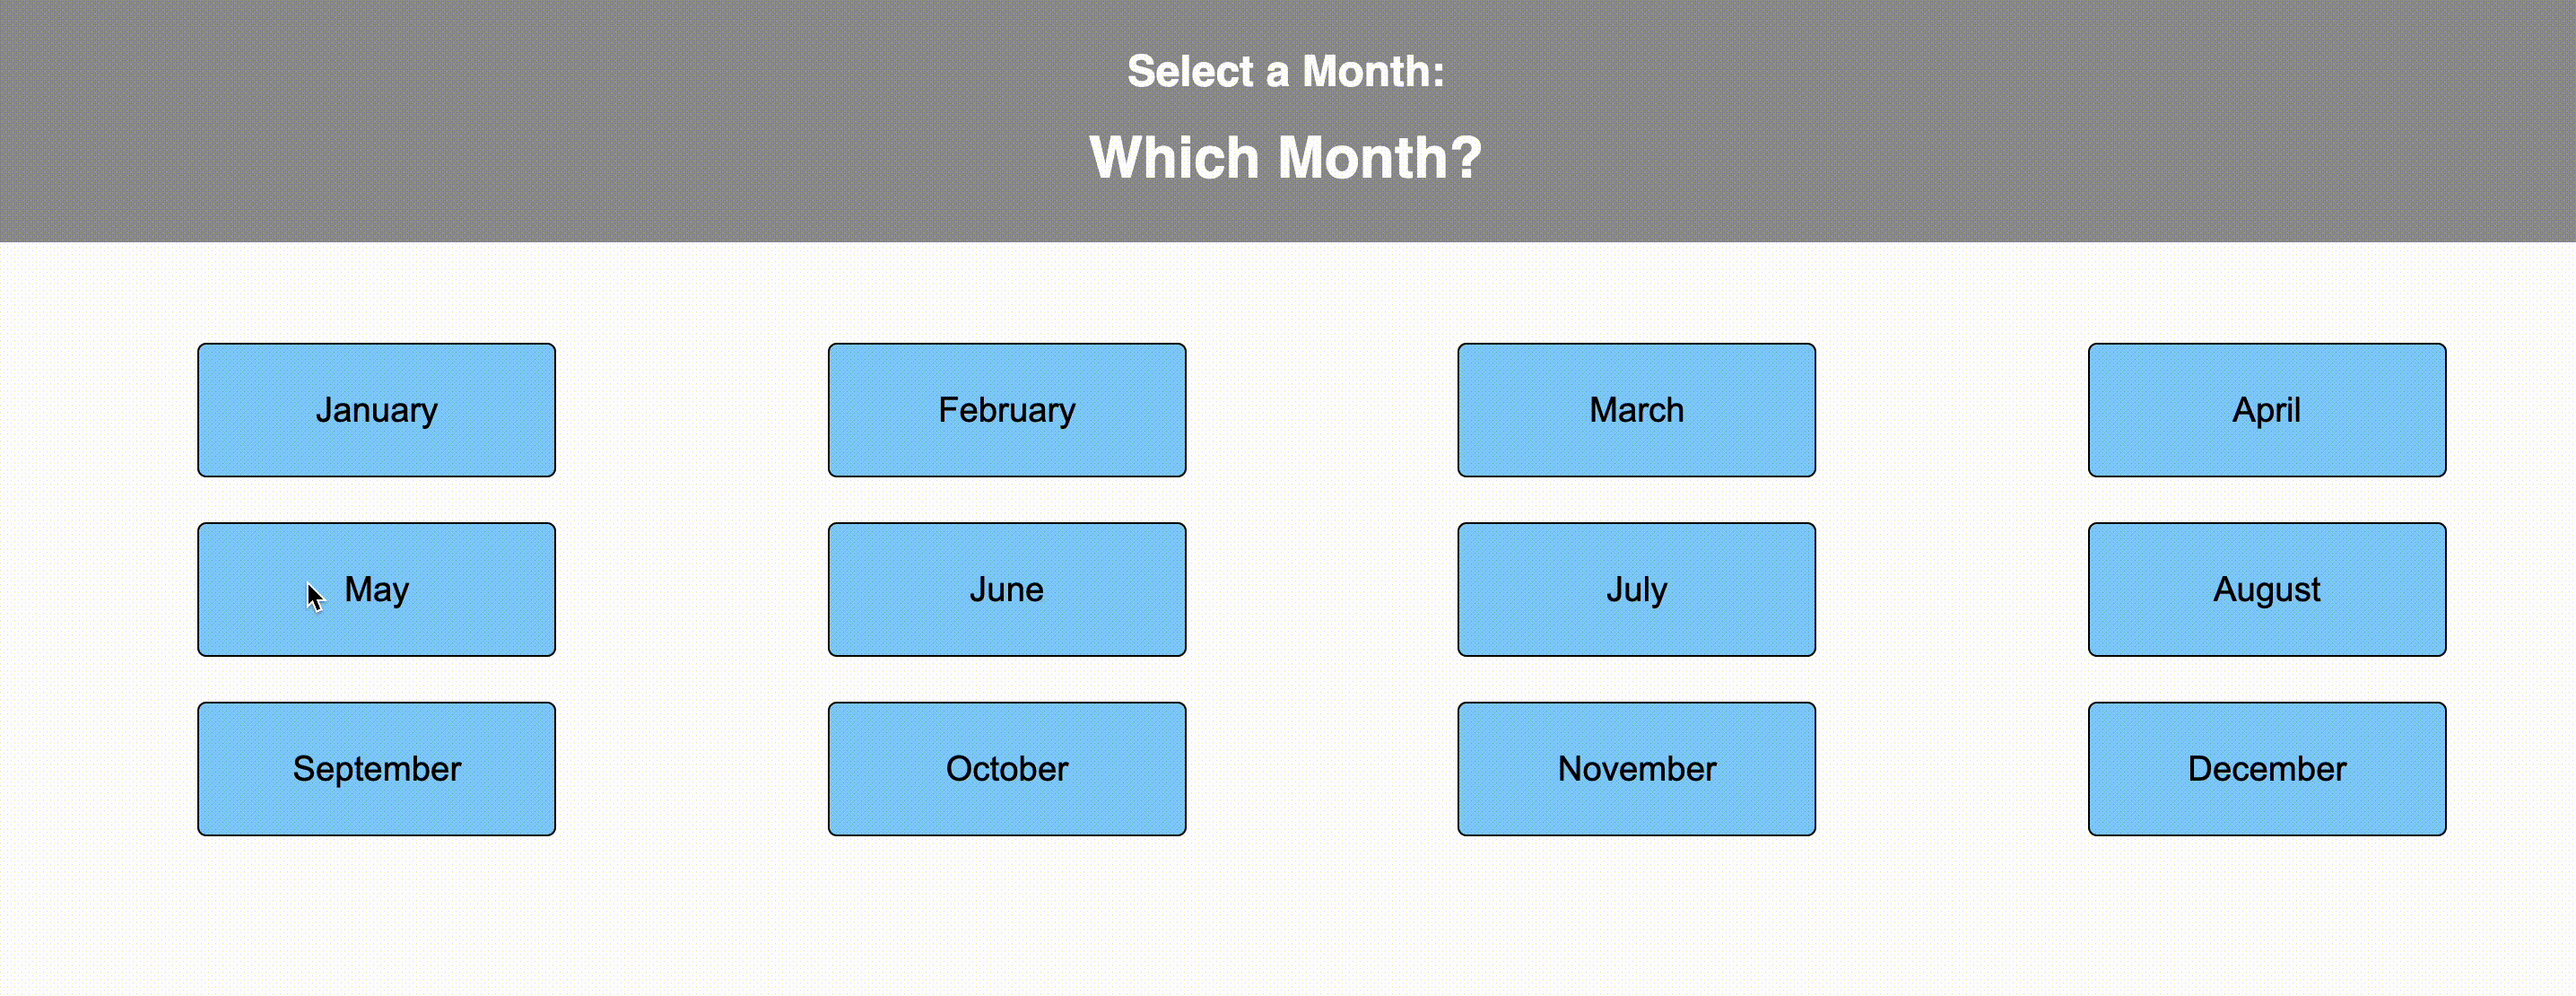 Select a Month:
Which Month?
January
February
March
April
May
June
July
August
September
October
November
December